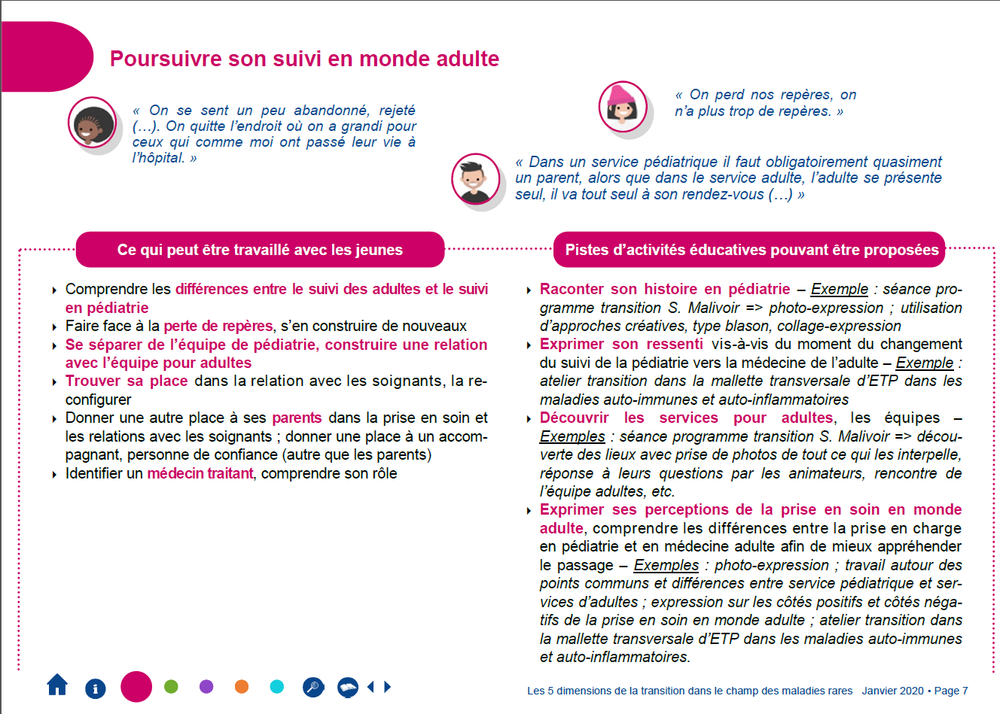 Poursuivre son suivi en monde adulte
« On se sent un peu abandonné, rejeté
(…). On quitte l’endroit où on a grandi pour
ceux qui comme moi ont passé leur vie à
l’hôpital. »
« On perd nos repères, on
n’a plus trop de repères. »
« Dans un service pédiatrique il faut obligatoirement quasiment
un parent, alors que dans le service adulte, l’adulte se présente
seul, il va tout seul à son rendez-vous (…) »
Ce qui peut être travaillé avec les jeunes
Comprendre les différences entre le suivi des adultes et le suivi
en pédiatrie
Faire face à la perte de repères, s’en construire de nouveaux
Se séparer de l’équipe de pédiatrie, construire une relation
avec l’équipe pour adultes
Trouver sa place dans la relation avec les soignants, la re-
configurer
Donner une autre place à ses parents dans la prise en soin et
les relations avec les soignants ; donner une place à un accom-
pagnant, personne de confiance (autre que les parents)
Identifier un médecin traitant, comprendre son rôle
Pistes d’activités éducatives pouvant être proposées
Raconter son histoire en pédiatrie – Exemple : séance pro-
gramme transition S. Malivoir => photo-expression ; utilisation
d’approches créatives, type blason, collage-expression
Exprimer son ressenti vis-à-vis du moment du changement
du suivi de la pédiatrie vers la médecine de l’adulte – Exemple :
atelier transition dans la mallette transversale d’ETP dans les
maladies auto-immunes et auto-inflammatoires
Découvrir les services pour adultes, les équipes –
Exemples : séance programme transition S. Malivoir => décou-
verte des lieux avec prise de photos de tout ce qui les interpelle,
réponse à leurs questions par les animateurs, rencontre de
l’équipe adultes, etc.
Exprimer ses perceptions de la prise en soin en monde
adulte, comprendre les différences entre la prise en charge
en pédiatrie et en médecine adulte afin de mieux appréhender
le passage – Exemples : photo-expression ; travail autour des
points communs et différences entre service pédiatrique et ser-
vices d’adultes ; expression sur les côtés positifs et côtés néga-
tifs de la prise en soin en monde adulte ; atelier transition dans
la mallette transversale d’ETP dans les maladies auto-immunes
et auto-inflammatoires.
i
Les 5 dimensions de la transition dans le champ des maladies rares Janvier 2020 • Page 7